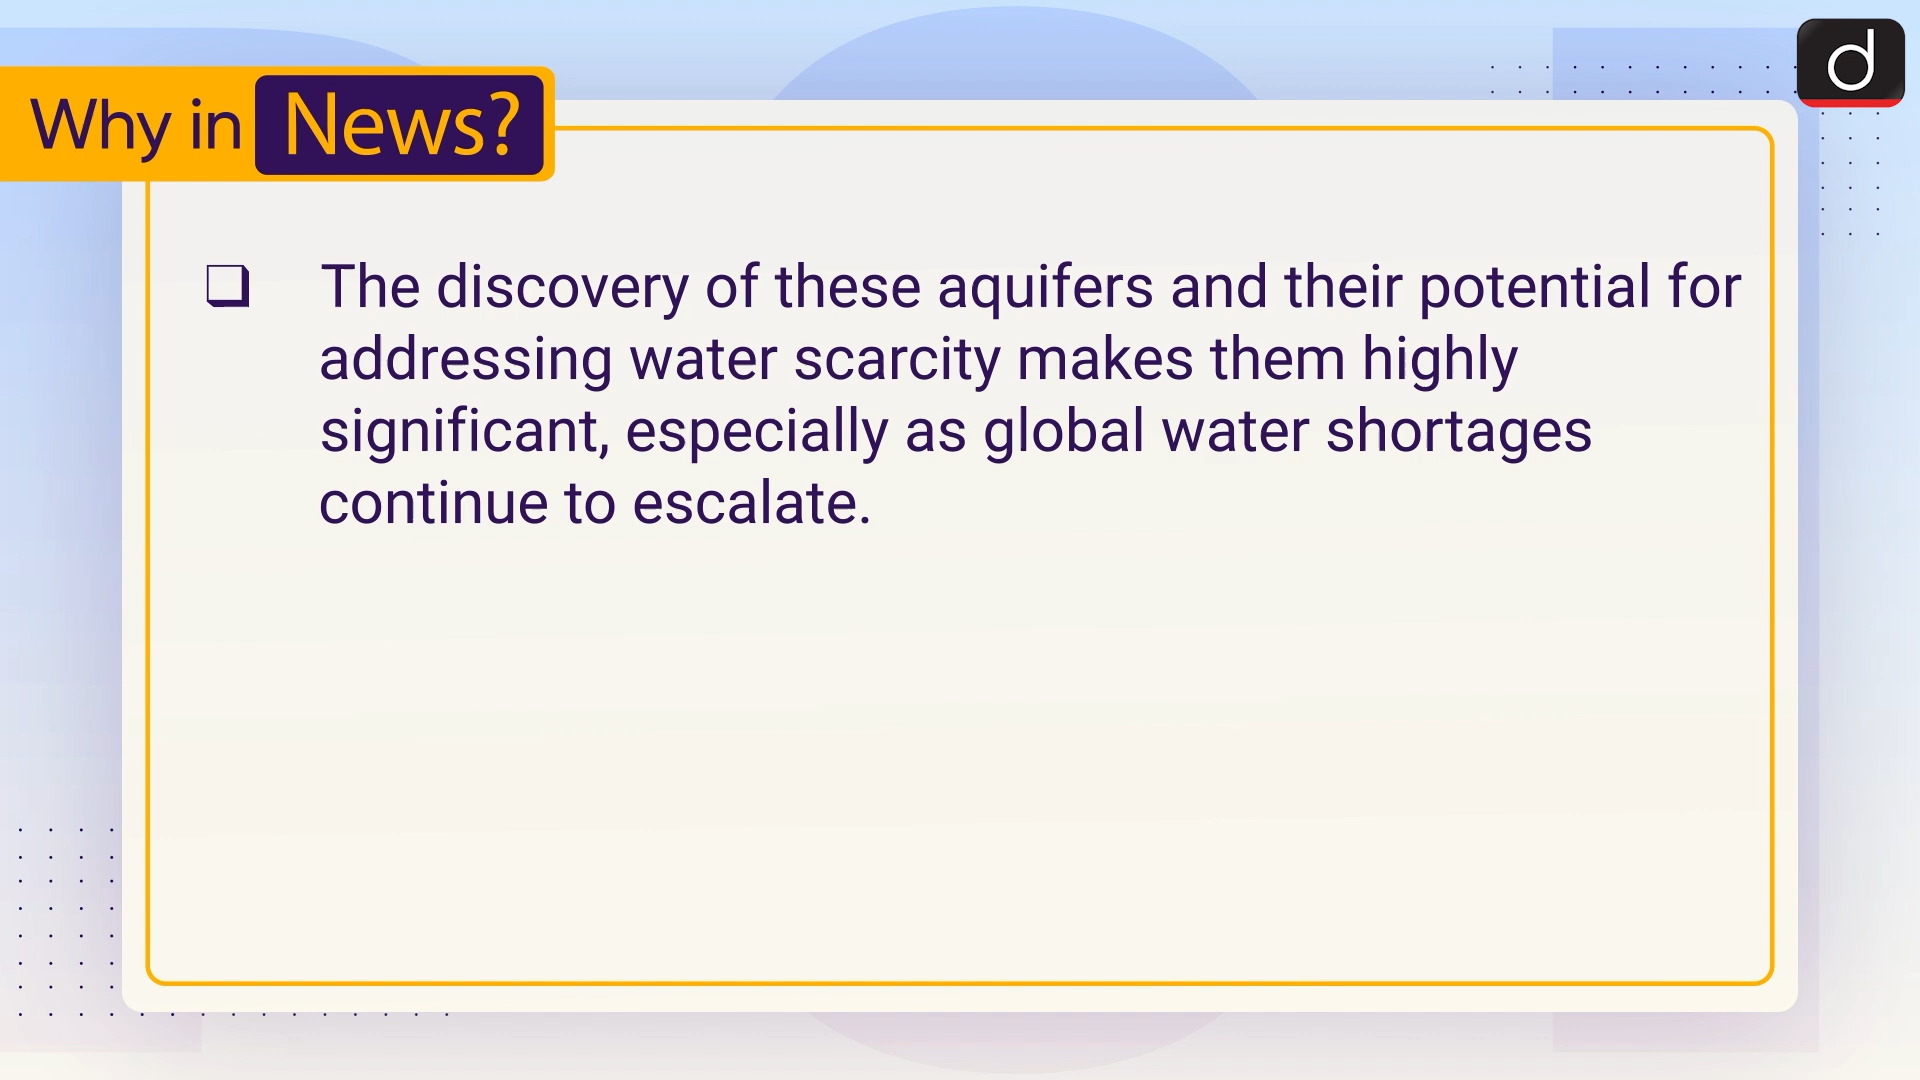 Why in News?
❑ The discovery of these aquifers and their potential for
addressing water scarcity makes them highly
significant, especially as global water shortages
continue to escalate.
d